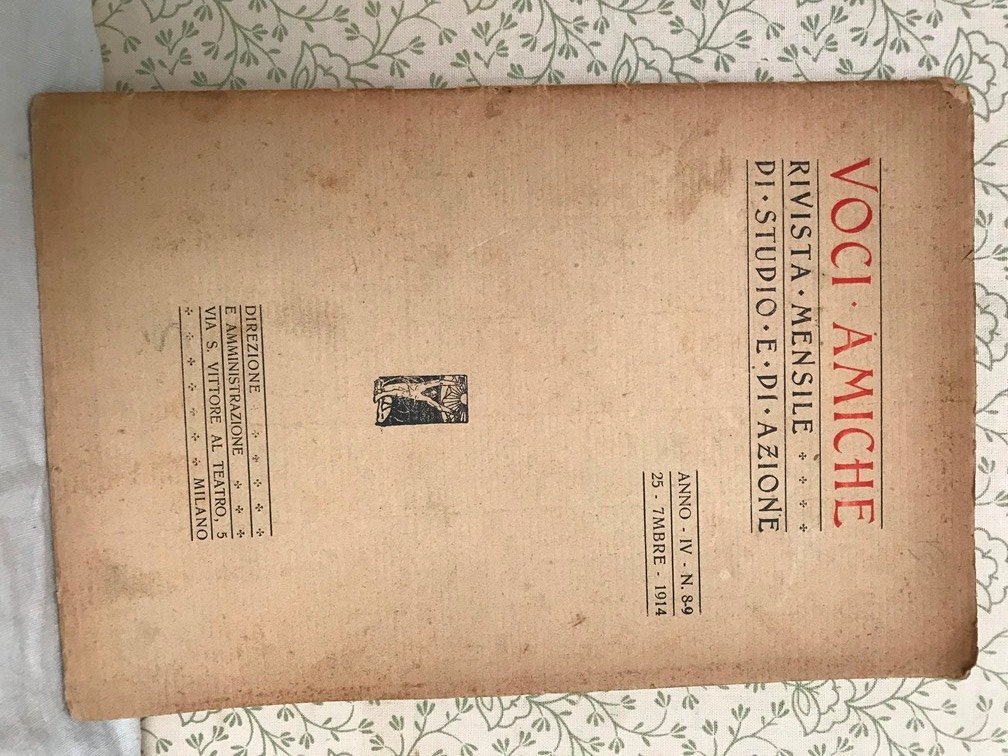 VOCI · AMICHE
RIVISTA · MENSILE
DI · STUDIO · E · DI · AZIONE
ANNO - IV - N. 8-9
25 - 7MBRE - 1914
DIREZIONE
E AMMINISTRAZIONE
VIA S. VITTORE AL TEATRO, 5
MILANO